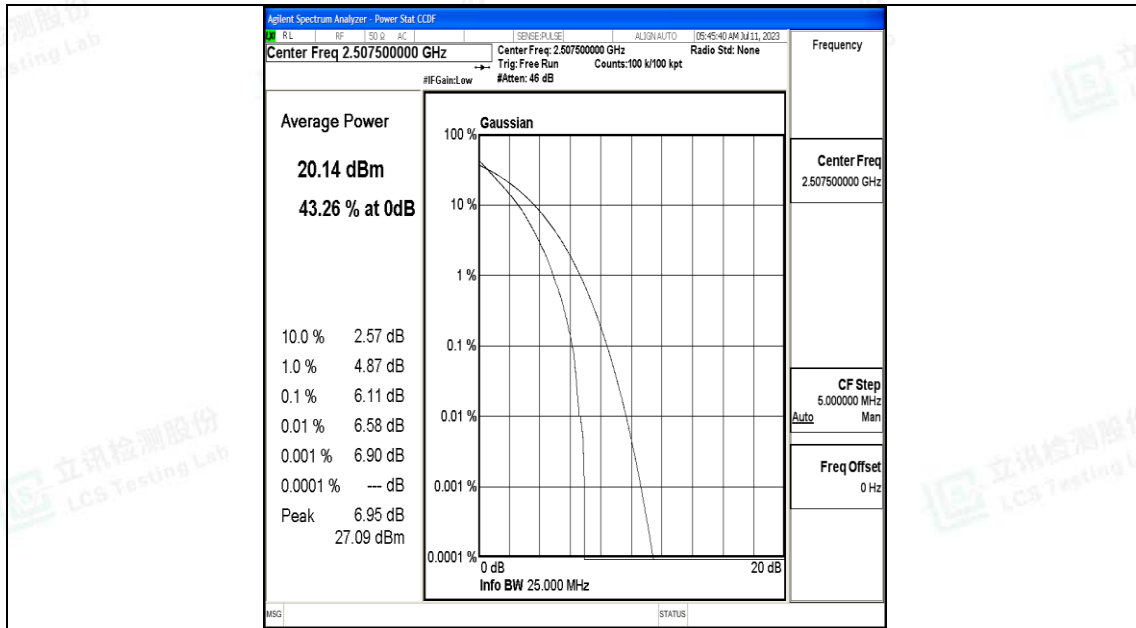 Agilent Spectrum Analyzer - Power Stat CCDF
RL RF 50 Ω AC SENSE:PULSE ALIGN AUTO 05:45:40 AM Jul 11, 2023
Center Freq 2.507500000 GHz
Center Freq: 2.507500000 GHz Radio Std: None
Trig: Free Run Counts:100 k/100 kpt
#IFGain:Low #Atten: 46 dB
Frequency
Average Power
20.14 dBm
43.26 % at 0dB
10.0 % 2.57 dB
1.0 % 4.87 dB
0.1 % 6.11 dB
0.01 % 6.58 dB
0.001 % 6.90 dB
0.0001 % --- dB
Peak 6.95 dB
27.09 dBm
Gaussian
100 %
10 %
1 %
0.1 %
0.01 %
0.001 %
0.0001 %
0 dB 20 dB
Info BW 25.000 MHz
Center Freq
2.507500000 GHz
CF Step
5.000000 MHz
Auto Man
Freq Offset
0 Hz
MSG STATUS
立讯检测股份
LCS Testing Lab
立讯检测股份
LCS Testing L